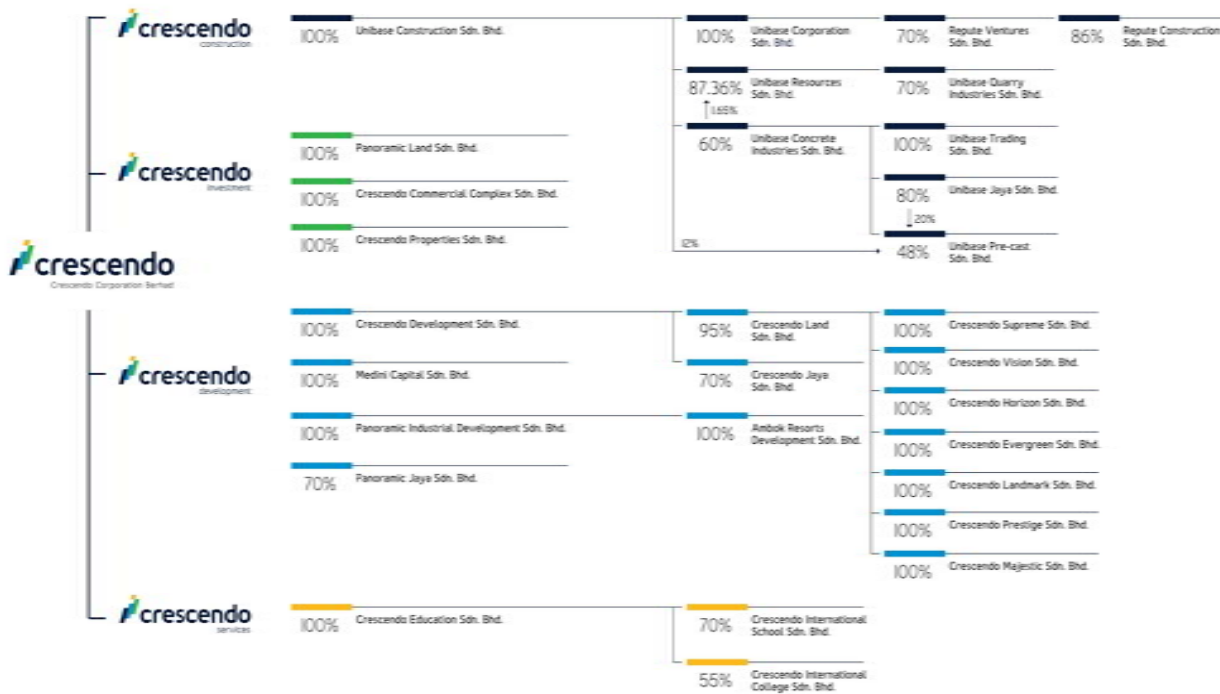 crescendo
construction
100%
Unibase Construction Sdn. Bhd.
100%
Unibase Corporation
Sdn. Bhd.
70%
Repute Ventures
Sdn. Bhd.
86%
Repute Construction
Sdn. Bhd.
87.36%
Unibase Resources
Sdn. Bhd.
70%
Unibase Quarry
Industries Sdn. Bhd.
1.65%
60%
Unibase Concrete
Industries Sdn. Bhd.
100%
Unibase Trading
Sdn. Bhd.
80%
Unibase Jaya Sdn. Bhd.
20%
12%
48%
Unibase Pre-cast
Sdn. Bhd.
crescendo
investment
100%
Panoramic Land Sdn. Bhd.
100%
Crescendo Commercial Complex Sdn. Bhd.
100%
Crescendo Properties Sdn. Bhd.
crescendo
Crescendo Corporation Berhad
crescendo
development
100%
Crescendo Development Sdn. Bhd.
100%
Medini Capital Sdn. Bhd.
100%
Panoramic Industrial Development Sdn. Bhd.
70%
Panoramic Jaya Sdn. Bhd.
95%
Crescendo Land
Sdn. Bhd.
70%
Crescendo Jaya
Sdn. Bhd.
100%
Ambok Resorts
Development Sdn. Bhd.
100%
Crescendo Supreme Sdn. Bhd.
100%
Crescendo Vision Sdn. Bhd.
100%
Crescendo Horizon Sdn. Bhd.
100%
Crescendo Evergreen Sdn. Bhd.
100%
Crescendo Landmark Sdn. Bhd.
100%
Crescendo Prestige Sdn. Bhd.
100%
Crescendo Majestic Sdn. Bhd.
crescendo
services
100%
Crescendo Education Sdn. Bhd.
70%
Crescendo International
School Sdn. Bhd.
55%
Crescendo International
College Sdn. Bhd.